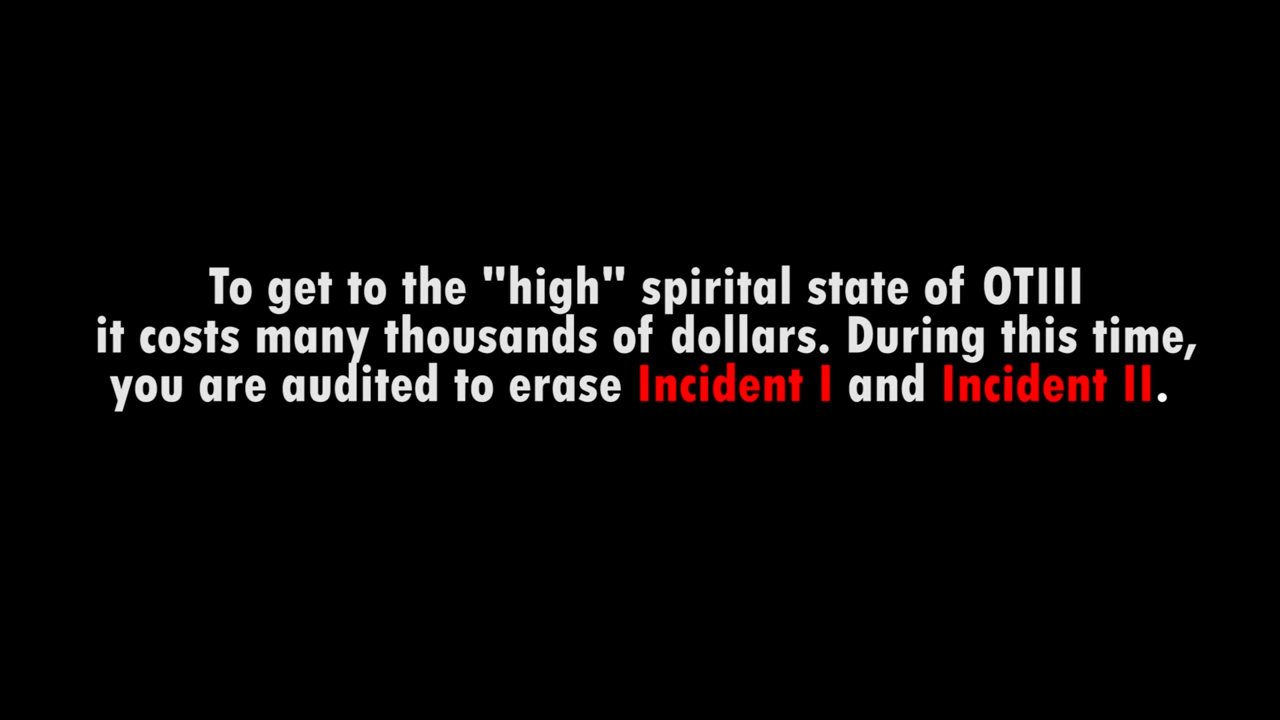 To get to the "high" spirital state of OTIII
it costs many thousands of dollars. During this time,
you are audited to erase Incident I and Incident II.